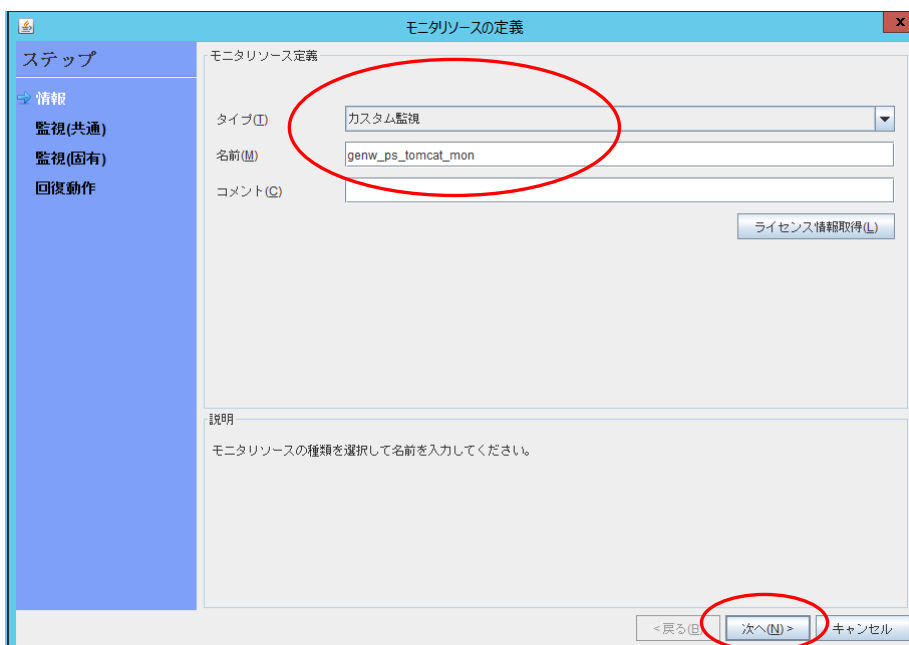 モニタリソースの定義
x
ステップ
情報
監視(共通)
監視(固有)
回復動作
モニタリソース定義
タイプ(T) カスタム監視
名前(M) genw_ps_tomcat_mon
コメント(C)
ライセンス情報取得(L)
説明
モニタリソースの種類を選択して名前を入力してください。
<戻る(B) 次へ(N)> キャンセル